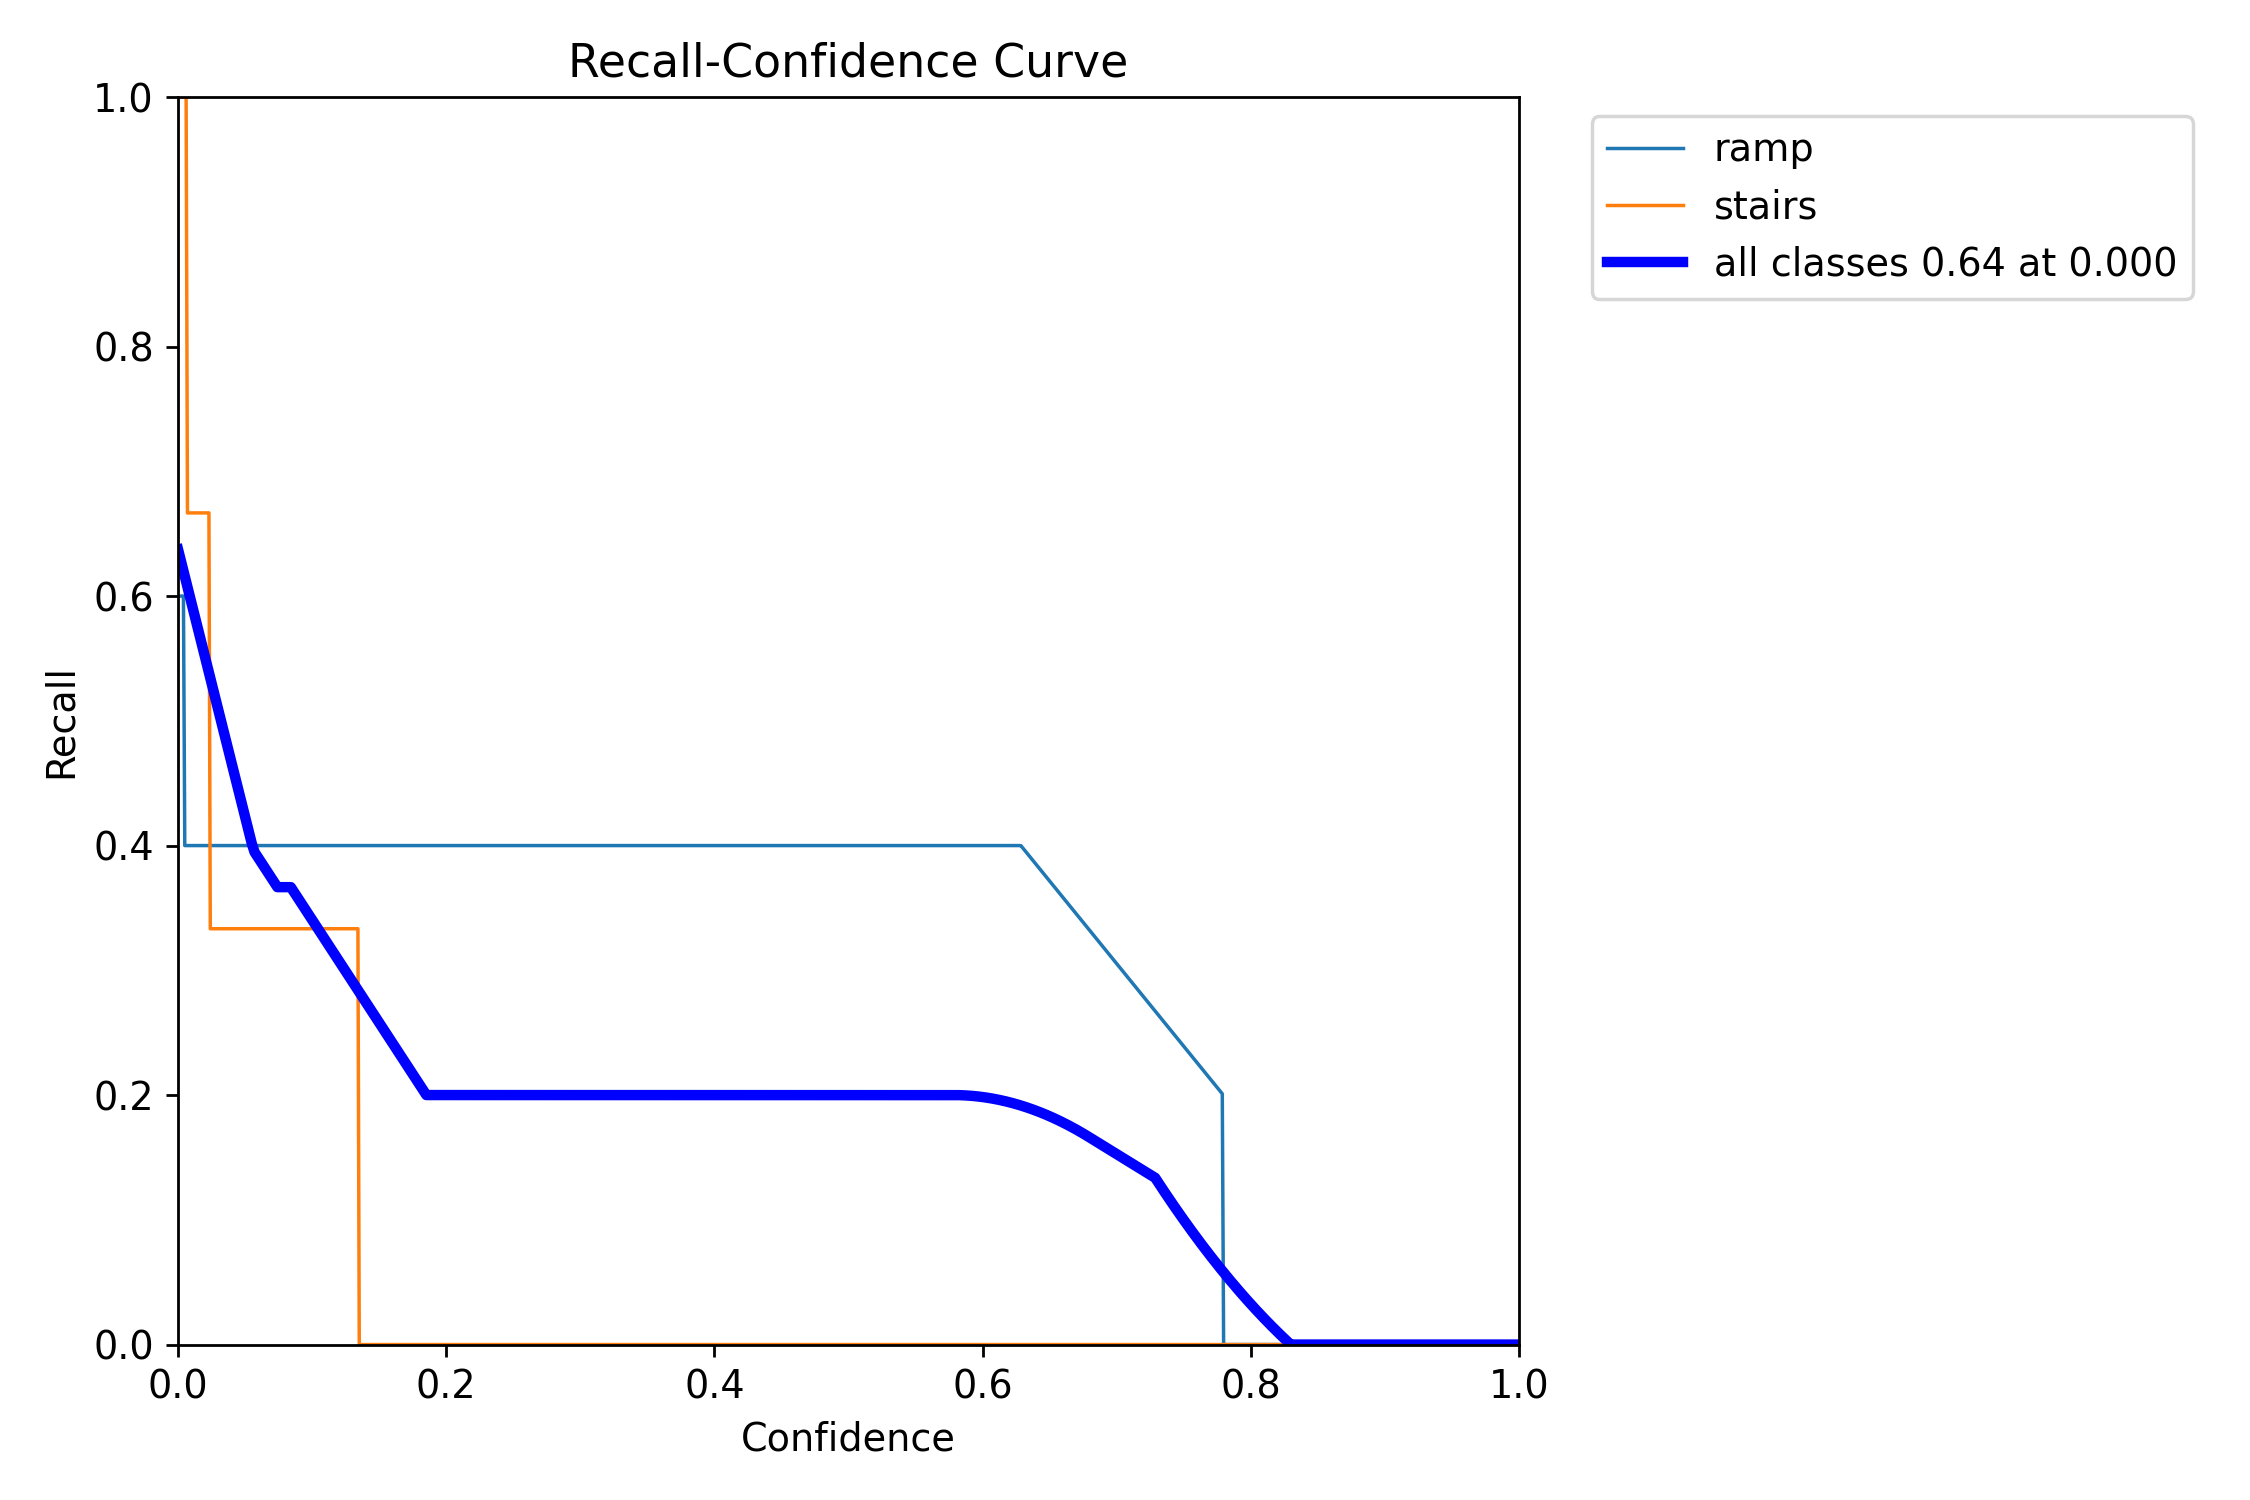 Recall-Confidence Curve
1.0
0.8
0.6
0.4
0.2
0.0
Recall
0.0 0.2 0.4 0.6 0.8 1.0
Confidence
ramp
stairs
all classes 0.64 at 0.000